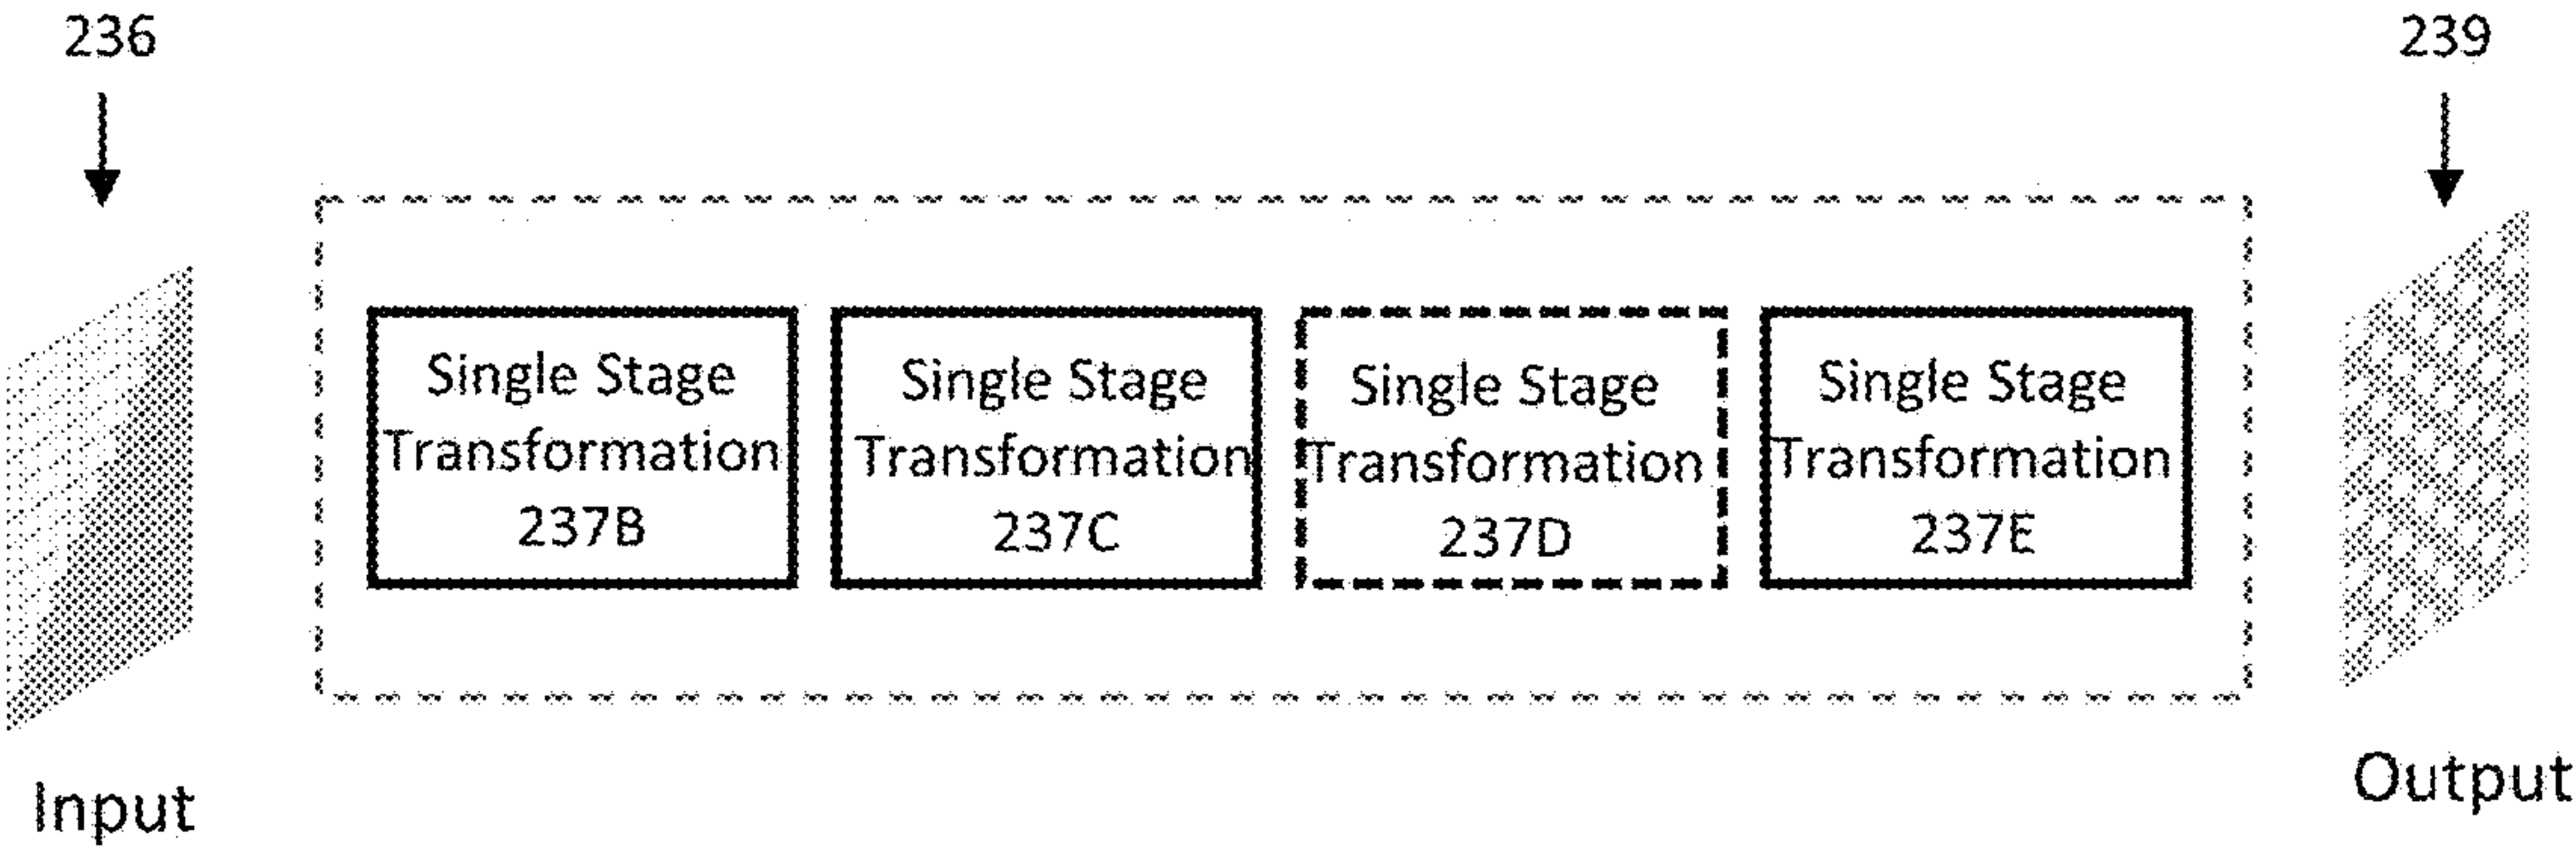 236
239
Single Stage
Transformation
237B
Single Stage
Transformation
237C
Single Stage
Transformation
237D
Single Stage
Transformation
237E
Input
Output